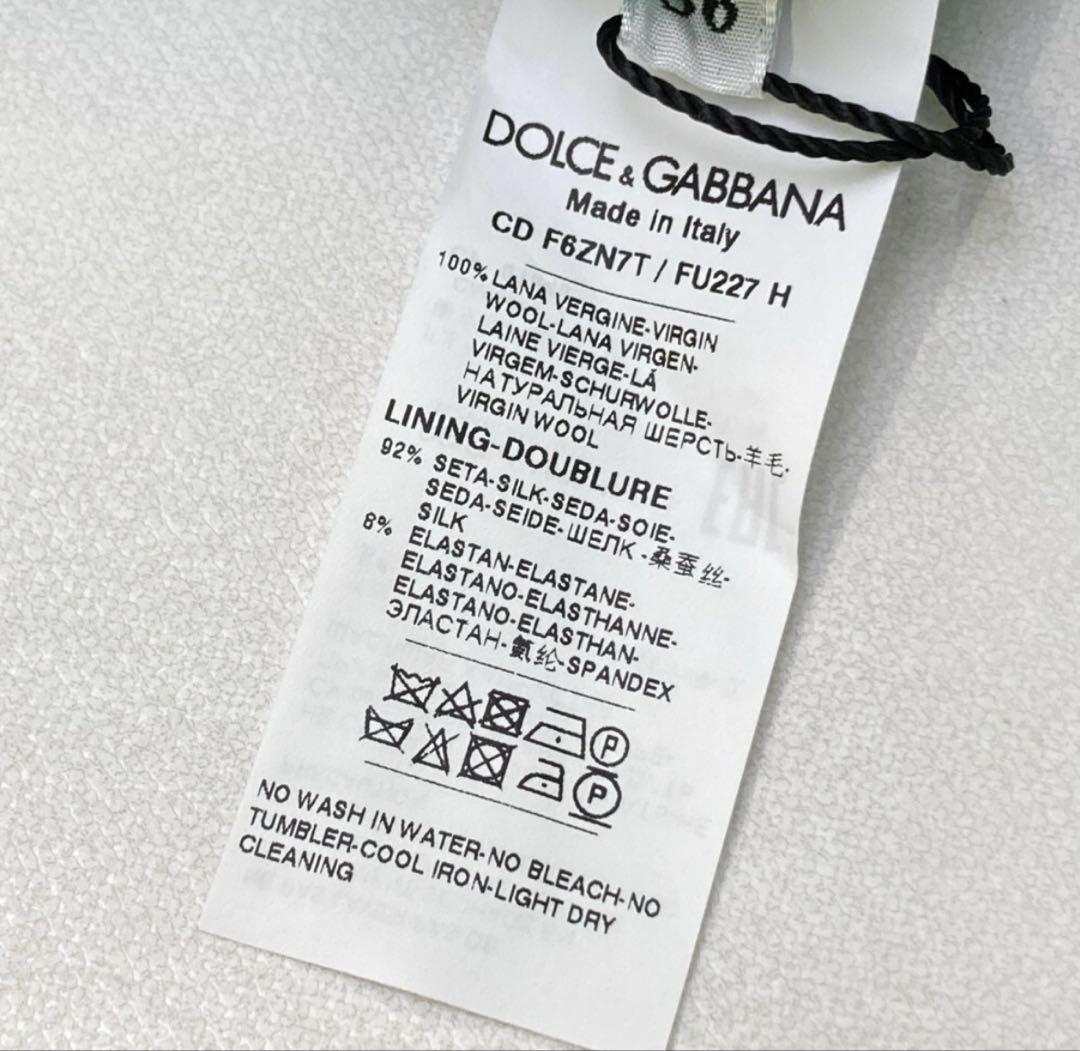 36
DOLCE & GABBANA
Made in Italy
CD F6ZN7T / FU227 H
100% LANA VERGINE-VIRGIN
WOOL-LANA VIRGEN-
LAINE VIERGE-LÃ
VIRGEM-SCHURWOLLE-
НАТУРАЛЬНАЯ ШЕРСТЬ-羊毛-
VIRGIN WOOL
LINING-DOUBLURE
92% SETA-SILK-SEDA-SOIE-
SEDA-SEIDE-ШЕЛК-桑蚕丝-
SILK
8% ELASTAN-ELASTANE-
ELASTANO-ELASTHANNE-
ELASTANO-ELASTHAN-
ЭЛАСТАН-氨纶-SPANDEX
P
P
NO WASH IN WATER-NO BLEACH-NO
TUMBLER-COOL IRON-LIGHT DRY
CLEANING